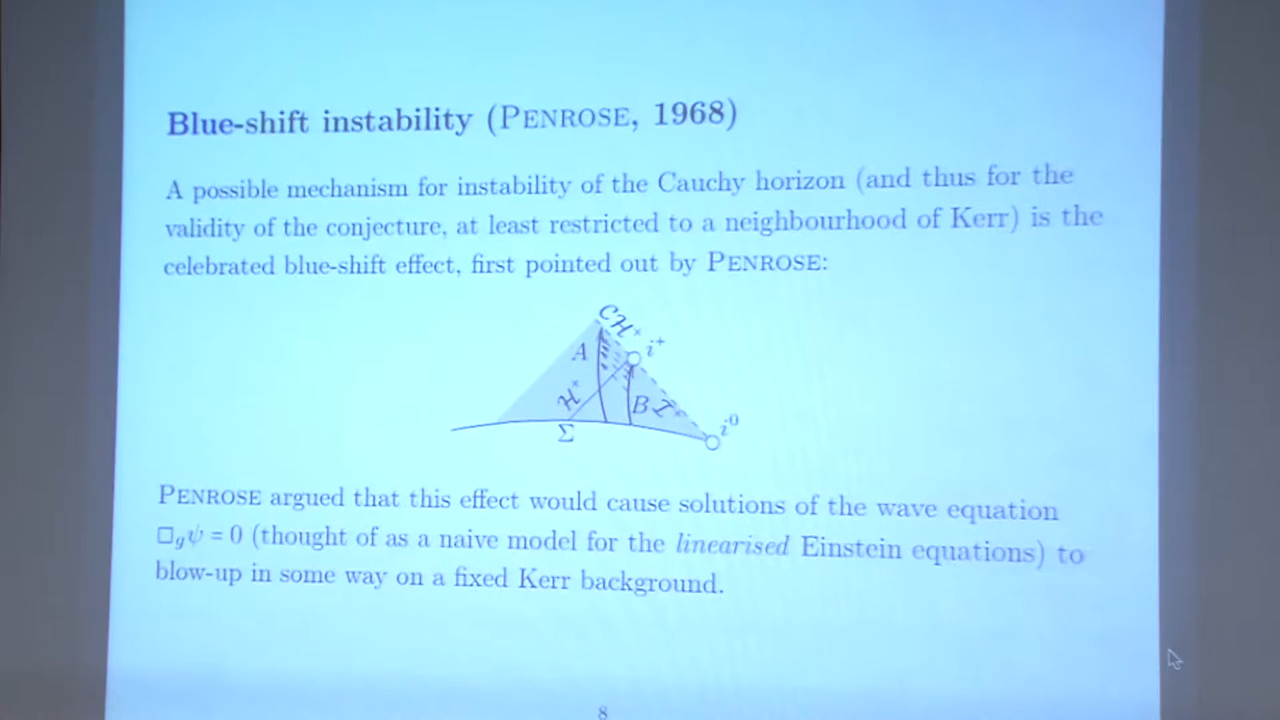 Blue-shift instability (PENROSE, 1968)
A possible mechanism for instability of the Cauchy horizon (and thus for the
validity of the conjecture, at least restricted to a neighbourhood of Kerr) is the
celebrated blue-shift effect, first pointed out by PENROSE:
CH⁺
A
i⁺
H⁺
B
I⁺
i⁰
Σ
PENROSE argued that this effect would cause solutions of the wave equation
□gψ = 0 (thought of as a naive model for the linearised Einstein equations) to
blow-up in some way on a fixed Kerr background.
8